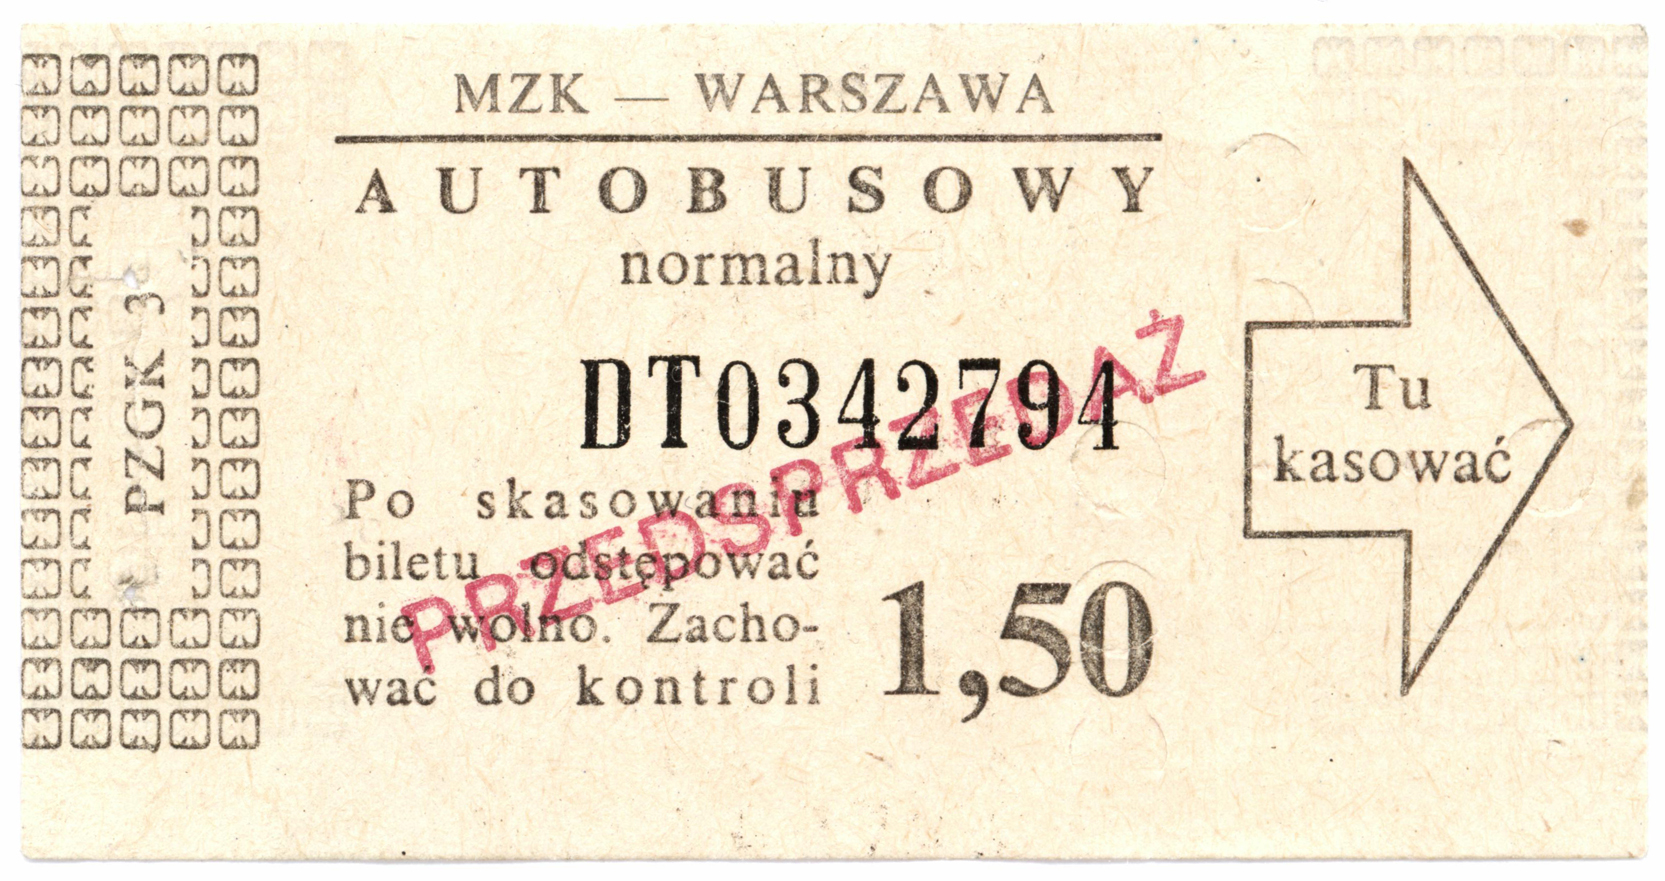 MZK — WARSZAWA
AUTOBUSOWY
normalny
DT0342794
PRZEDSPRZEDAŻ
Po skasowaniu
biletu odstępować
nie wolno. Zacho-
wać do kontroli
1,50
Tu
kasować
PZGK 3